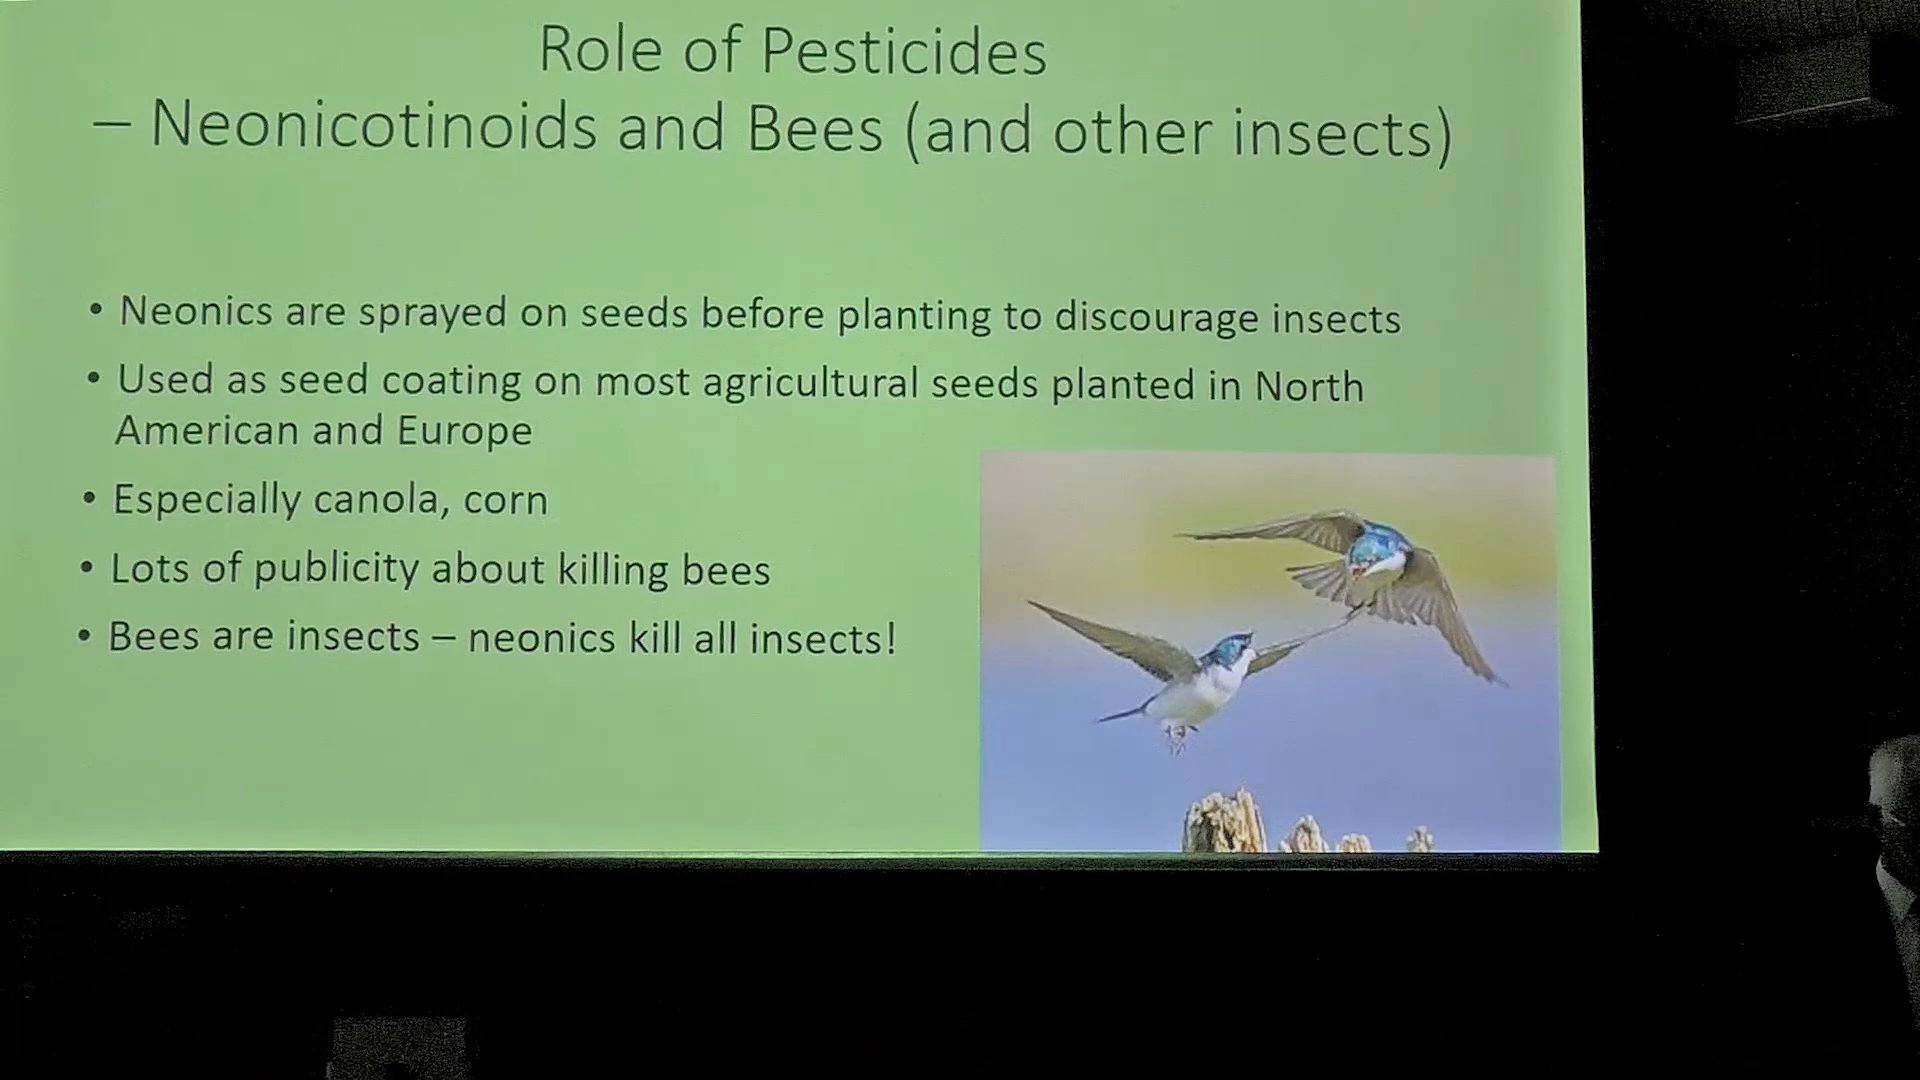 Role of Pesticides
– Neonicotinoids and Bees (and other insects)
• Neonics are sprayed on seeds before planting to discourage insects
• Used as seed coating on most agricultural seeds planted in North
American and Europe
• Especially canola, corn
• Lots of publicity about killing bees
• Bees are insects – neonics kill all insects!